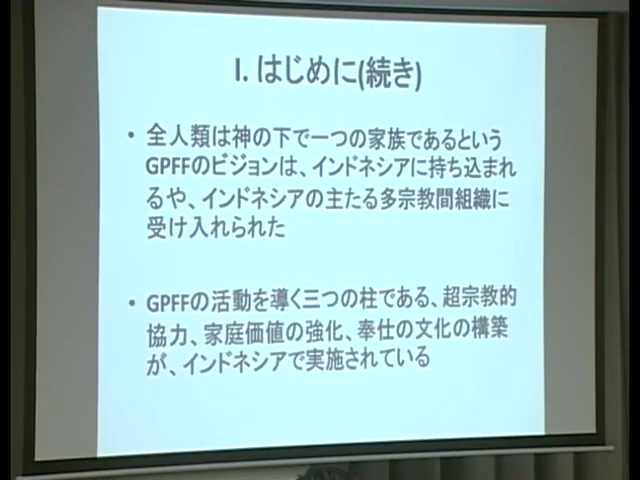 I. はじめに(続き)
• 全人類は神の下で一つの家族であるという
GPFFのビジョンは、インドネシアに持ち込まれ
るや、インドネシアの主たる多宗教間組織に
受け入れられた
• GPFFの活動を導く三つの柱である、超宗教的
協力、家庭価値の強化、奉仕の文化の構築
が、インドネシアで実施されている